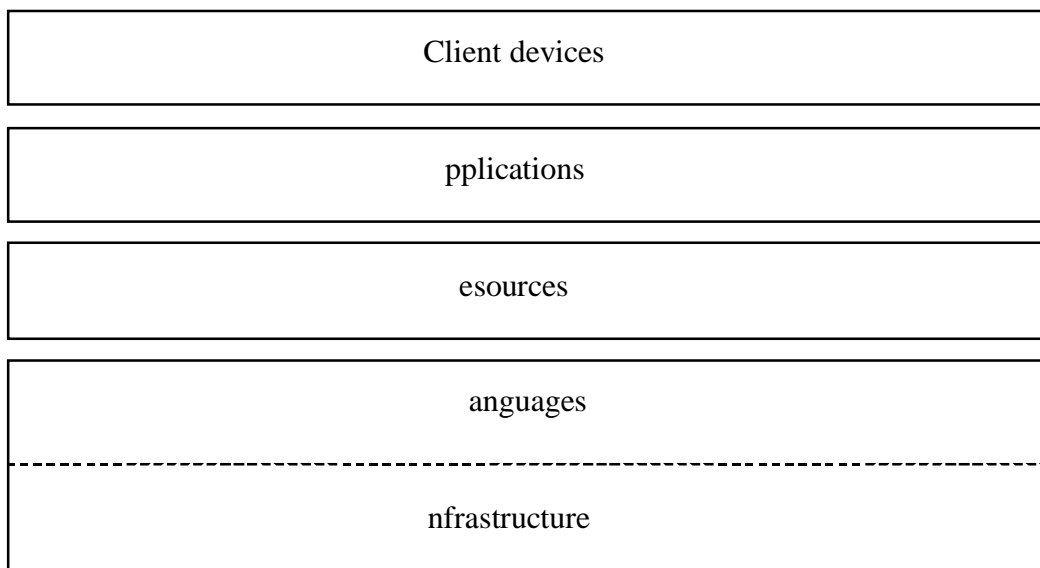 Client devices
pplications
esources
anguages
nfrastructure